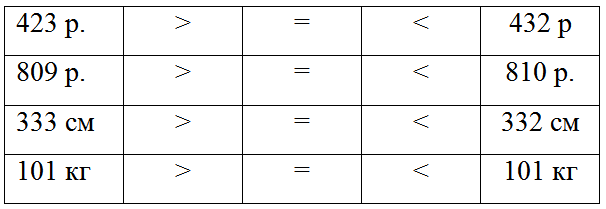 423 р. > = < 432 р
809 р. > = < 810 р.
333 см > = < 332 см
101 кг > = < 101 кг